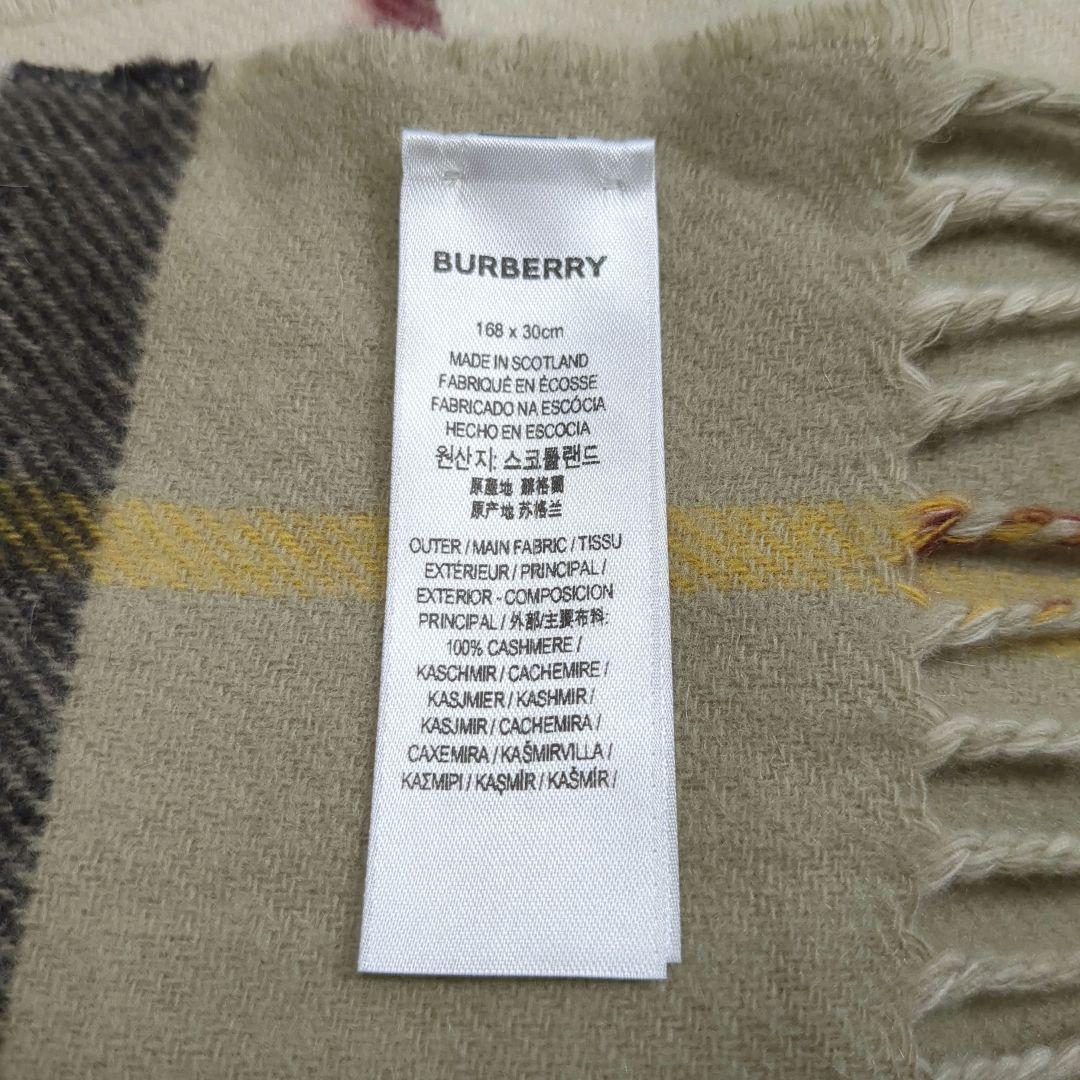 BURBERRY
168 x 30cm
MADE IN SCOTLAND
FABRIQUÉ EN ÉCOSSE
FABRICADO NA ESCÓCIA
HECHO EN ESCOCIA
원산지: 스코틀랜드
原產地 蘇格蘭
原产地 苏格兰
OUTER / MAIN FABRIC / TISSU
EXTÉRIEUR / PRINCIPAL /
EXTERIOR - COMPOSICION
PRINCIPAL / 外部/主要布料:
100% CASHMERE /
KASCHMIR / CACHEMIRE /
KASJMIER / KASHMIR /
KASJMIR / CACHEMIRA /
CAXEMIRA / KAŠMIRVILLA /
ΚΑΣΜΙΡΙ / KAŞMİR / KAŠMÍR /